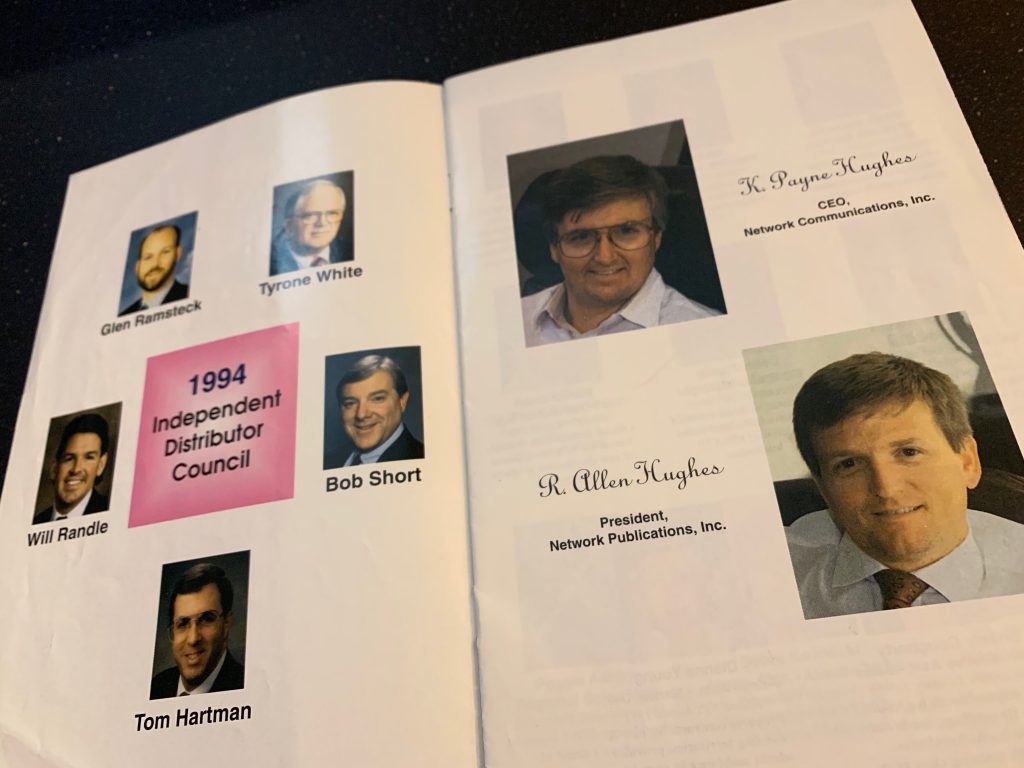 Glen Ramsteck
Tyrone White
1994
Independent
Distributor
Council
Will Randle
Bob Short
Tom Hartman
K. Payne Hughes
CEO,
Network Communications, Inc.
R. Allen Hughes
President,
Network Publications, Inc.